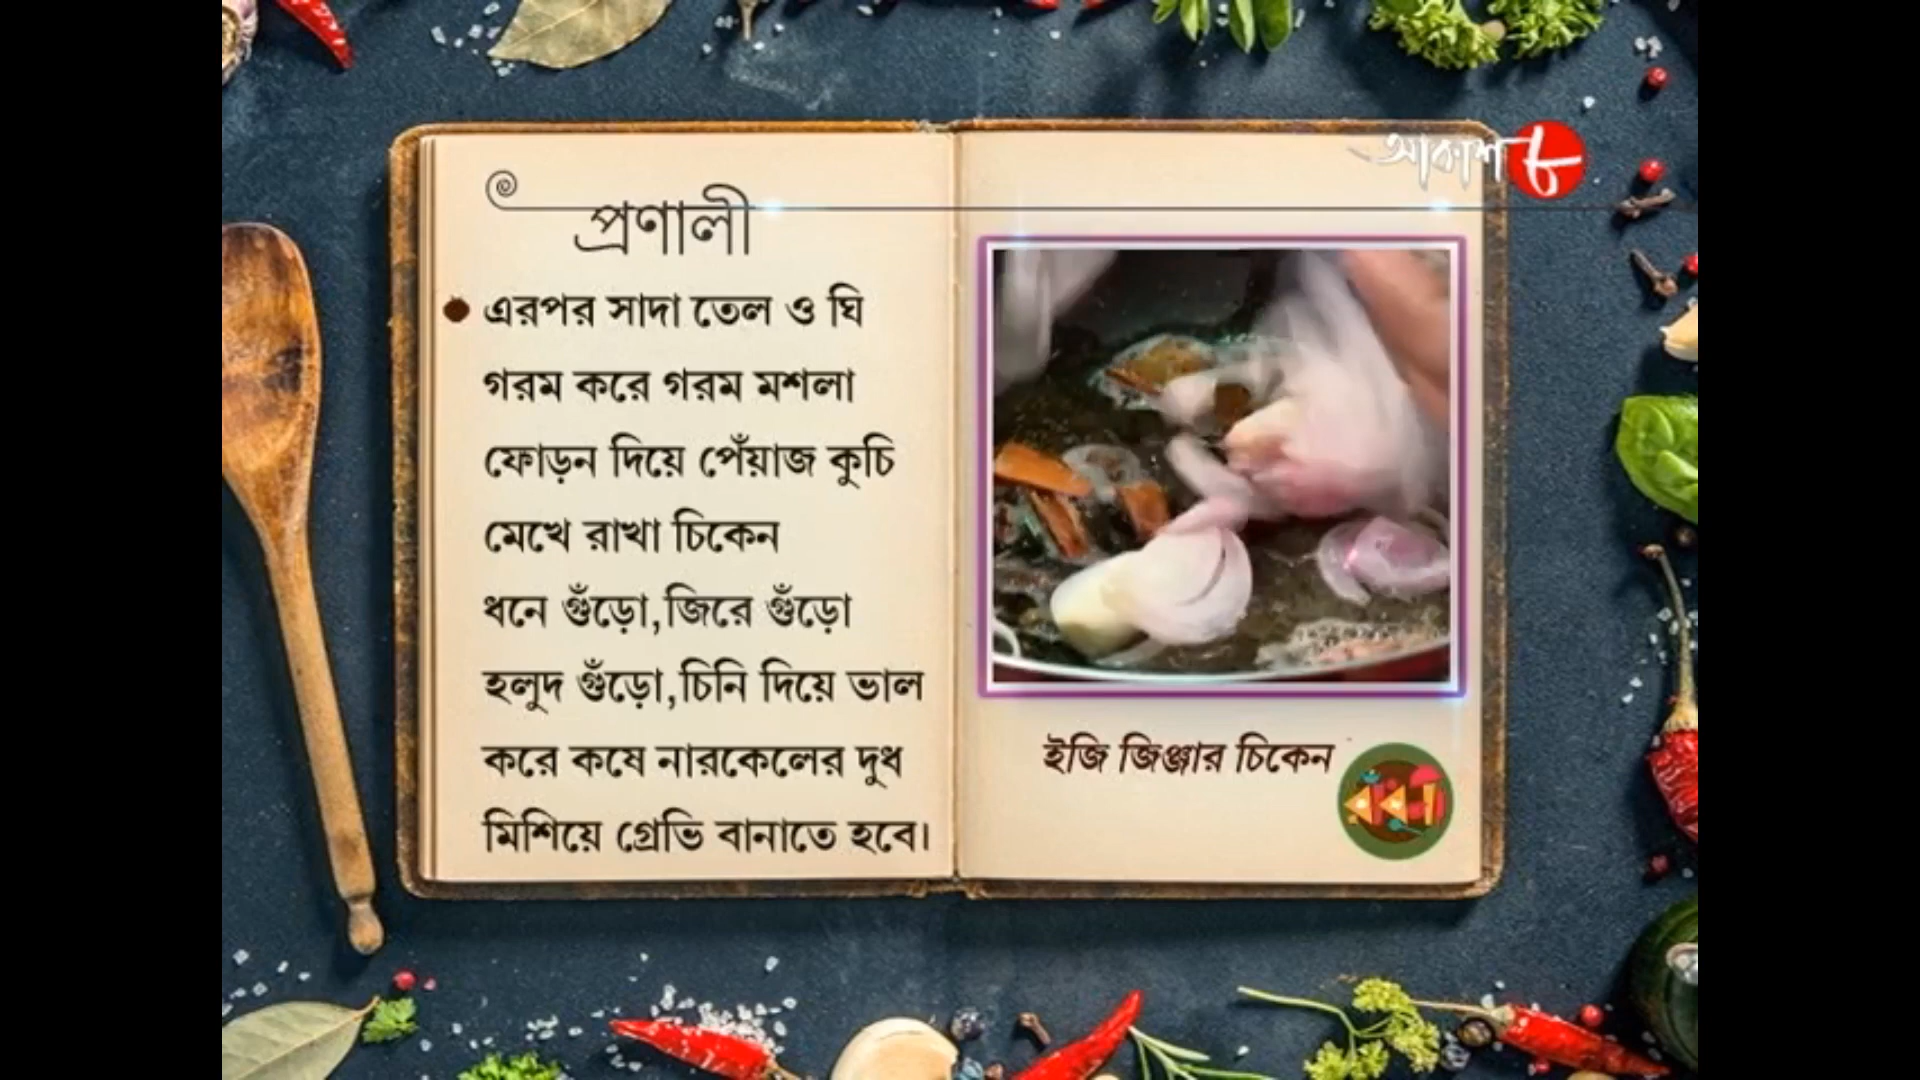 আকাশ ৮
প্রণালী
এরপর সাদা তেল ও ঘি
গরম করে গরম মশলা
ফোড়ন দিয়ে পেঁয়াজ কুচি
মেখে রাখা চিকেন
ধনে গুঁড়ো,জিরে গুঁড়ো
হলুদ গুঁড়ো,চিনি দিয়ে ভাল
করে কষে নারকেলের দুধ
মিশিয়ে গ্রেভি বানাতে হবে।
ইজি জিঞ্জার চিকেন